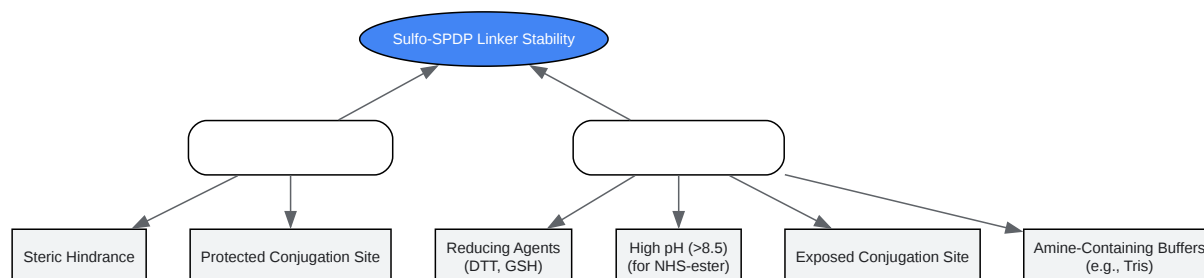 Sulfo-SPDP Linker Stability
Steric Hindrance
Protected Conjugation Site
Reducing Agents
(DTT, GSH)
High pH (>8.5)
(for NHS-ester)
Exposed Conjugation Site
Amine-Containing Buffers
(e.g., Tris)